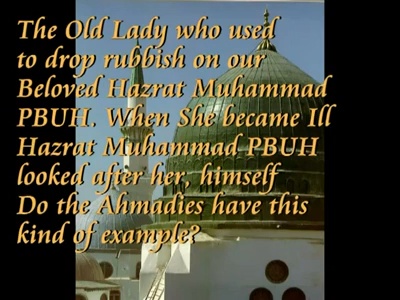 The Old Lady who used
to drop rubbish on our
Beloved Hazrat Muhammad
PBUH. When She became Ill
Hazrat Muhammad PBUH
looked after her, himself
Do the Ahmadies have this
kind of example?